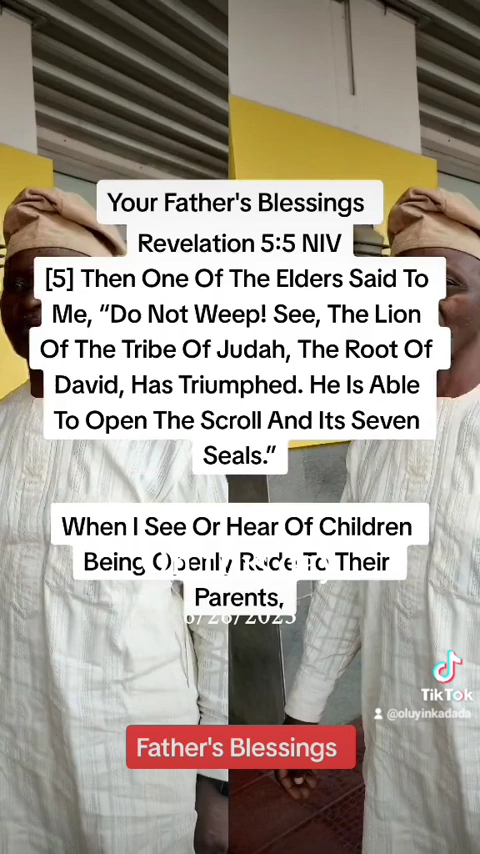 Your Father's Blessings
Revelation 5:5 NIV
[5] Then One Of The Elders Said To
Me, “Do Not Weep! See, The Lion
Of The Tribe Of Judah, The Root Of
David, Has Triumphed. He Is Able
To Open The Scroll And Its Seven
Seals.”
When I See Or Hear Of Children
Being Openly Rude To Their
Parents,
6/28/2025
TikTok
@oluyinkadada
Father's Blessings